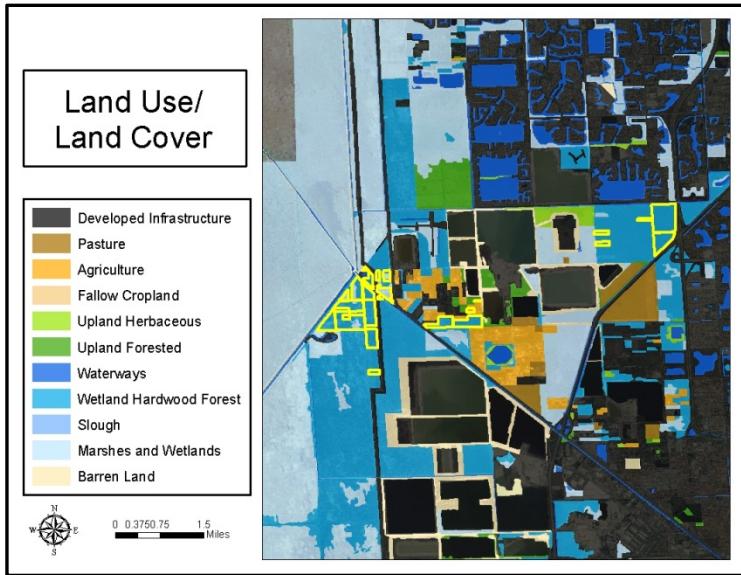 Land Use/
Land Cover
Developed Infrastructure
Pasture
Agriculture
Fallow Cropland
Upland Herbaceous
Upland Forested
Waterways
Wetland Hardwood Forest
Slough
Marshes and Wetlands
Barren Land
N
W E
S
0 0.3750.75 1.5
Miles